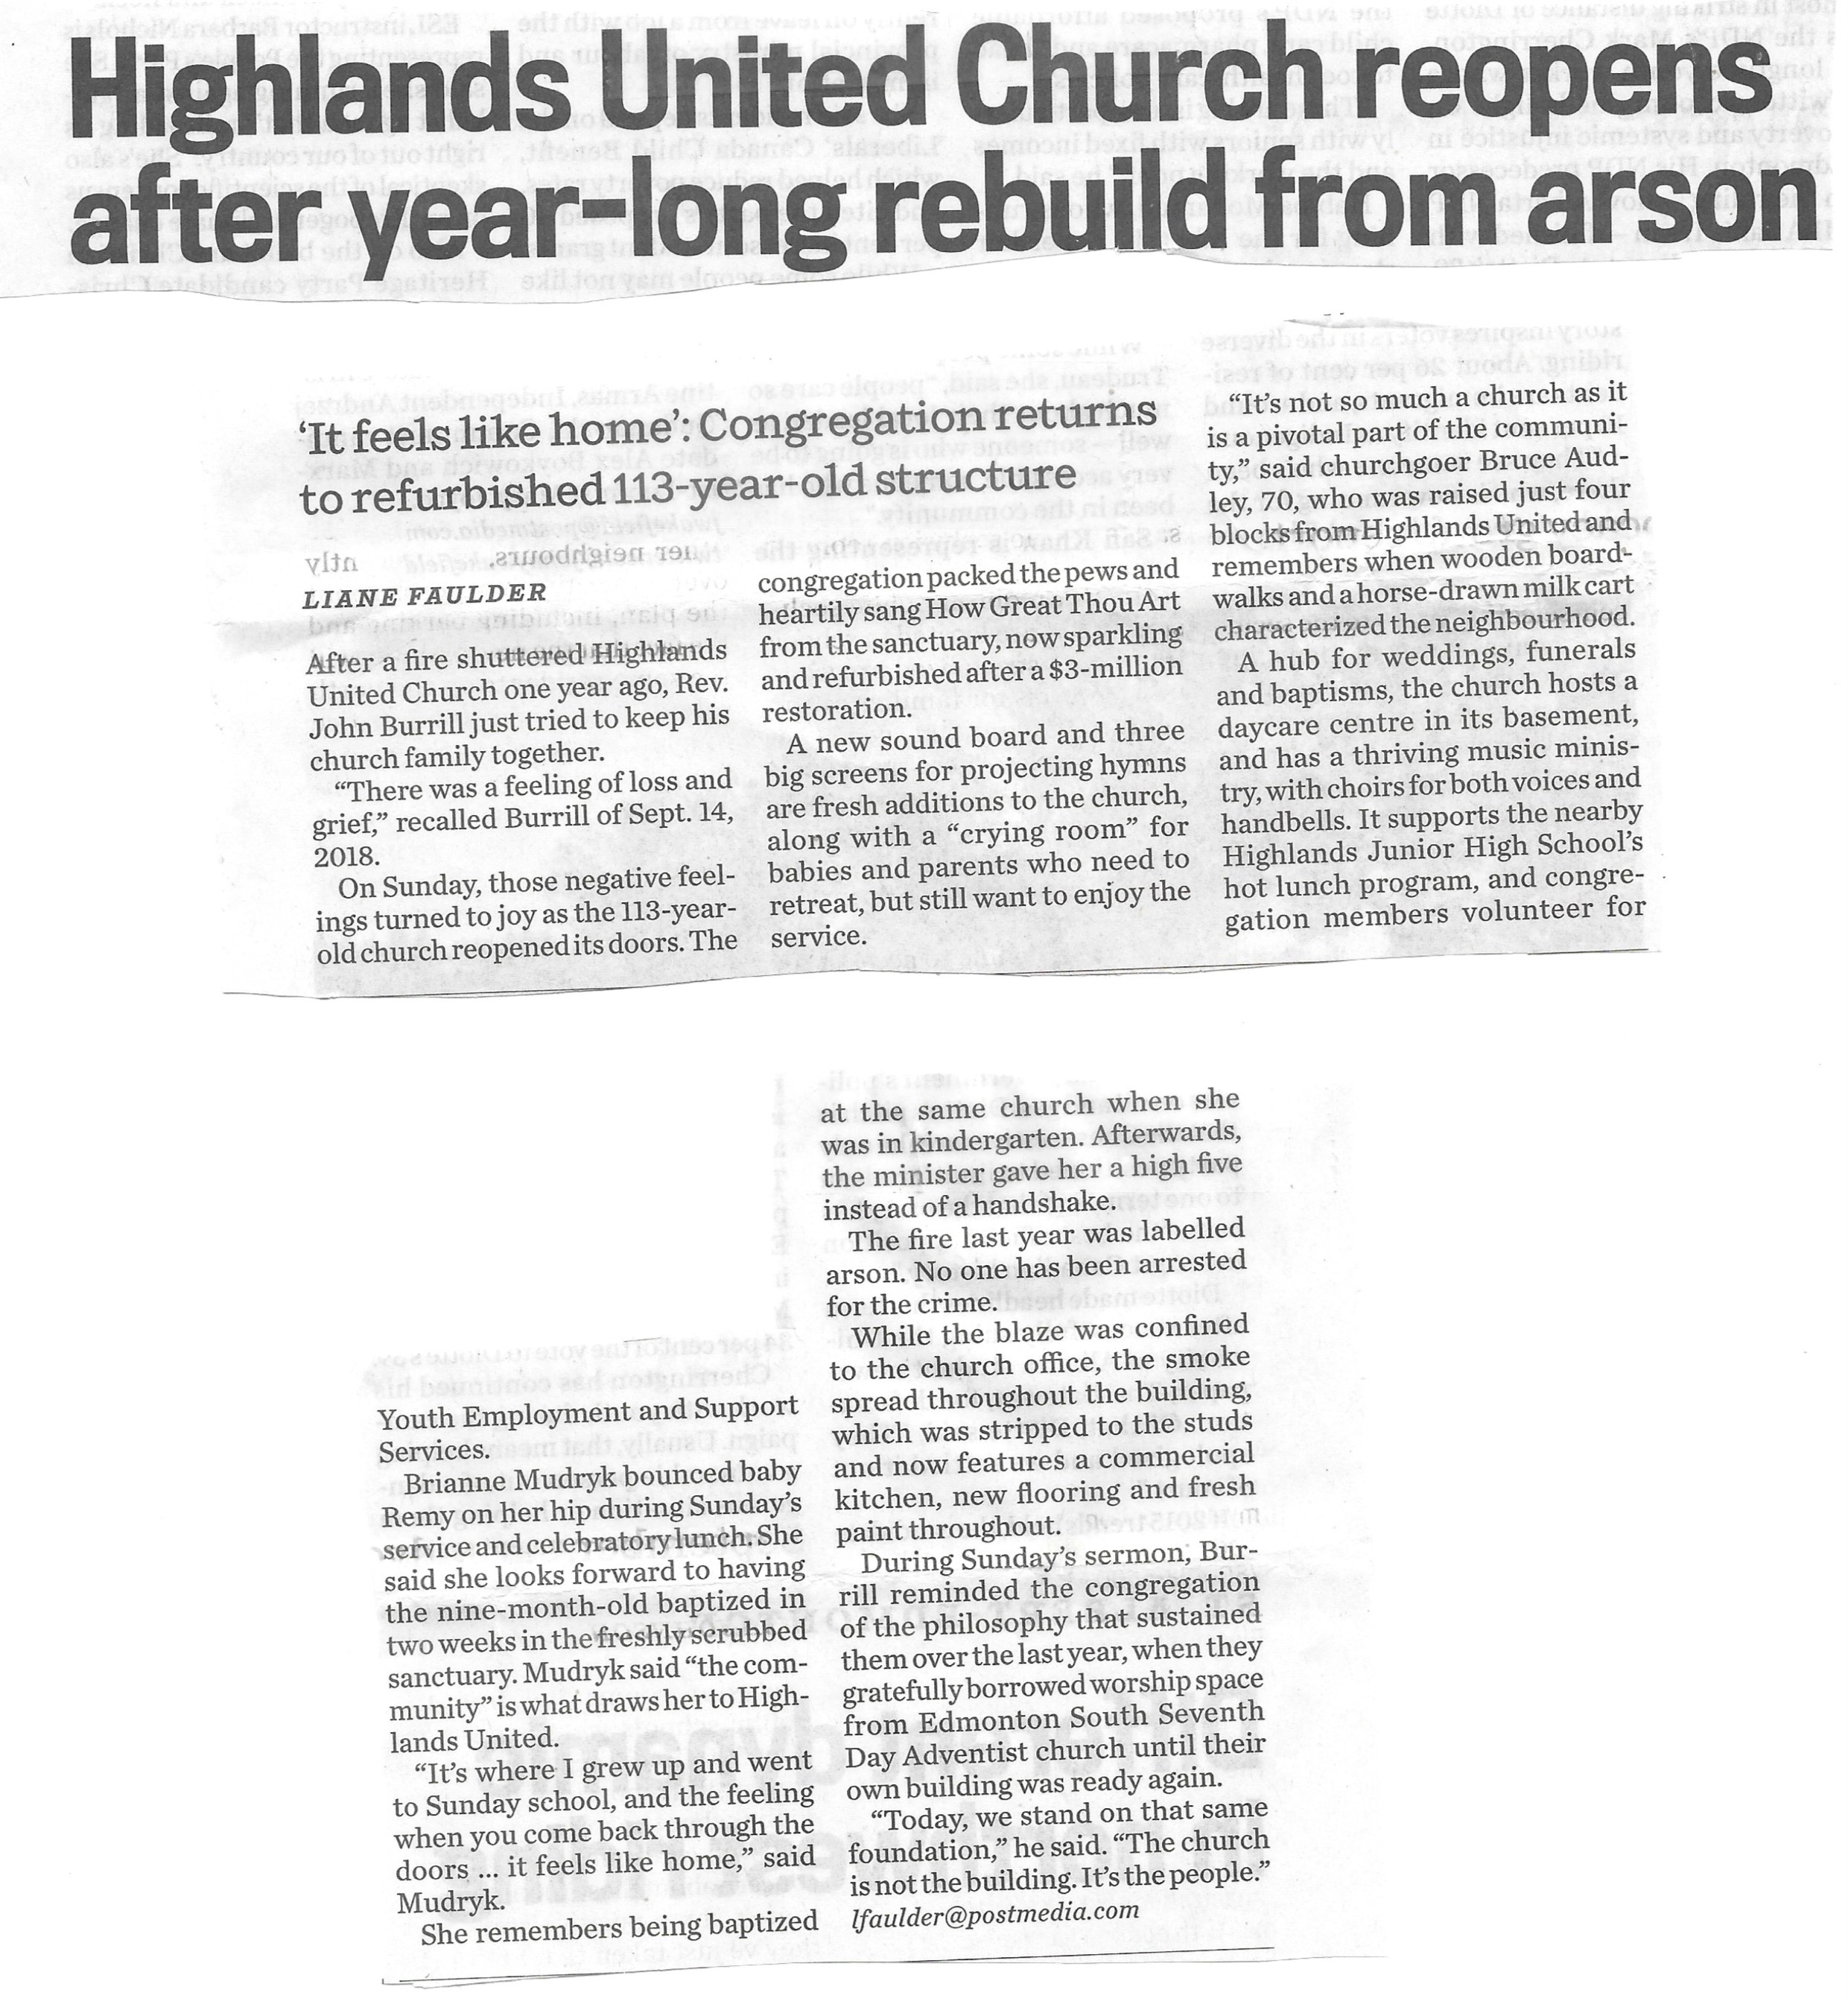 Highlands United Church reopens
after year-long rebuild from arson
‘It feels like home’: Congregation returns
to refurbished 113-year-old structure
LIANE FAULDER
After a fire shuttered Highlands
United Church one year ago, Rev.
John Burrill just tried to keep his
church family together.
“There was a feeling of loss and
grief,” recalled Burrill of Sept. 14,
2018.
On Sunday, those negative feel-
ings turned to joy as the 113-year-
old church reopened its doors. The
congregation packed the pews and
heartily sang How Great Thou Art
from the sanctuary, now sparkling
and refurbished after a $3-million
restoration.
A new sound board and three
big screens for projecting hymns
are fresh additions to the church,
along with a “crying room” for
babies and parents who need to
retreat, but still want to enjoy the
service.
“It’s not so much a church as it
is a pivotal part of the communi-
ty,” said churchgoer Bruce Aud-
ley, 70, who was raised just four
blocks from Highlands United and
remembers when wooden board-
walks and a horse-drawn milk cart
characterized the neighbourhood.
A hub for weddings, funerals
and baptisms, the church hosts a
daycare centre in its basement,
and has a thriving music minis-
try, with choirs for both voices and
handbells. It supports the nearby
Highlands Junior High School’s
hot lunch program, and congre-
gation members volunteer for
Youth Employment and Support
Services.
Brianne Mudryk bounced baby
Remy on her hip during Sunday’s
service and celebratory lunch. She
said she looks forward to having
the nine-month-old baptized in
two weeks in the freshly scrubbed
sanctuary. Mudryk said “the com-
munity” is what draws her to High-
lands United.
“It’s where I grew up and went
to Sunday school, and the feeling
when you come back through the
doors ... it feels like home,” said
Mudryk.
She remembers being baptized
at the same church when she
was in kindergarten. Afterwards,
the minister gave her a high five
instead of a handshake.
The fire last year was labelled
arson. No one has been arrested
for the crime.
While the blaze was confined
to the church office, the smoke
spread throughout the building,
which was stripped to the studs
and now features a commercial
kitchen, new flooring and fresh
paint throughout.
During Sunday’s sermon, Bur-
rill reminded the congregation
of the philosophy that sustained
them over the last year, when they
gratefully borrowed worship space
from Edmonton South Seventh
Day Adventist church until their
own building was ready again.
“Today, we stand on that same
foundation,” he said. “The church
is not the building. It’s the people.”
lfaulder@postmedia.com